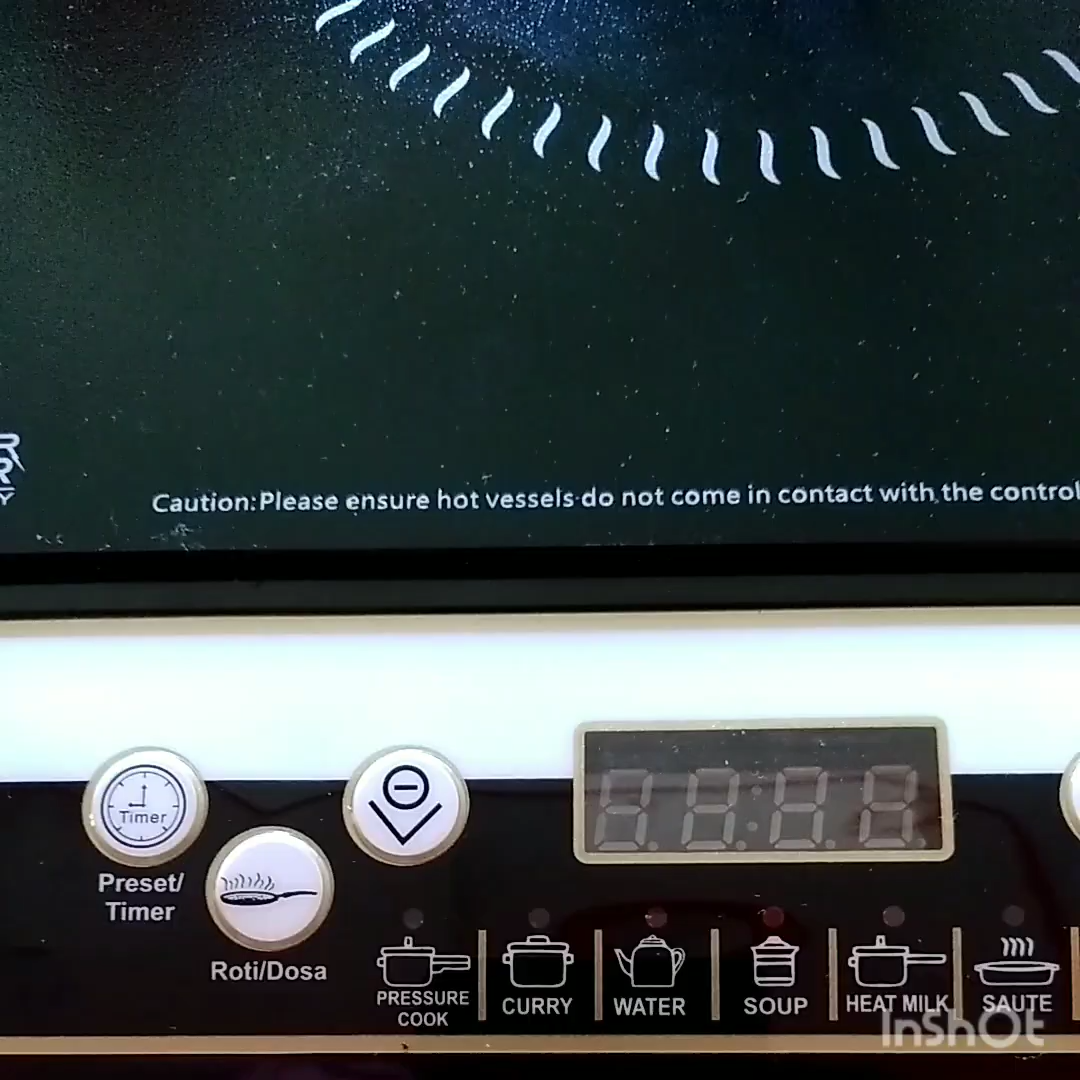 Caution:Please ensure hot vessels do not come in contact with the control
Timer
Preset/
Timer
Roti/Dosa
PRESSURE
COOK
CURRY
WATER
SOUP
HEAT MILK
SAUTE
InShOt